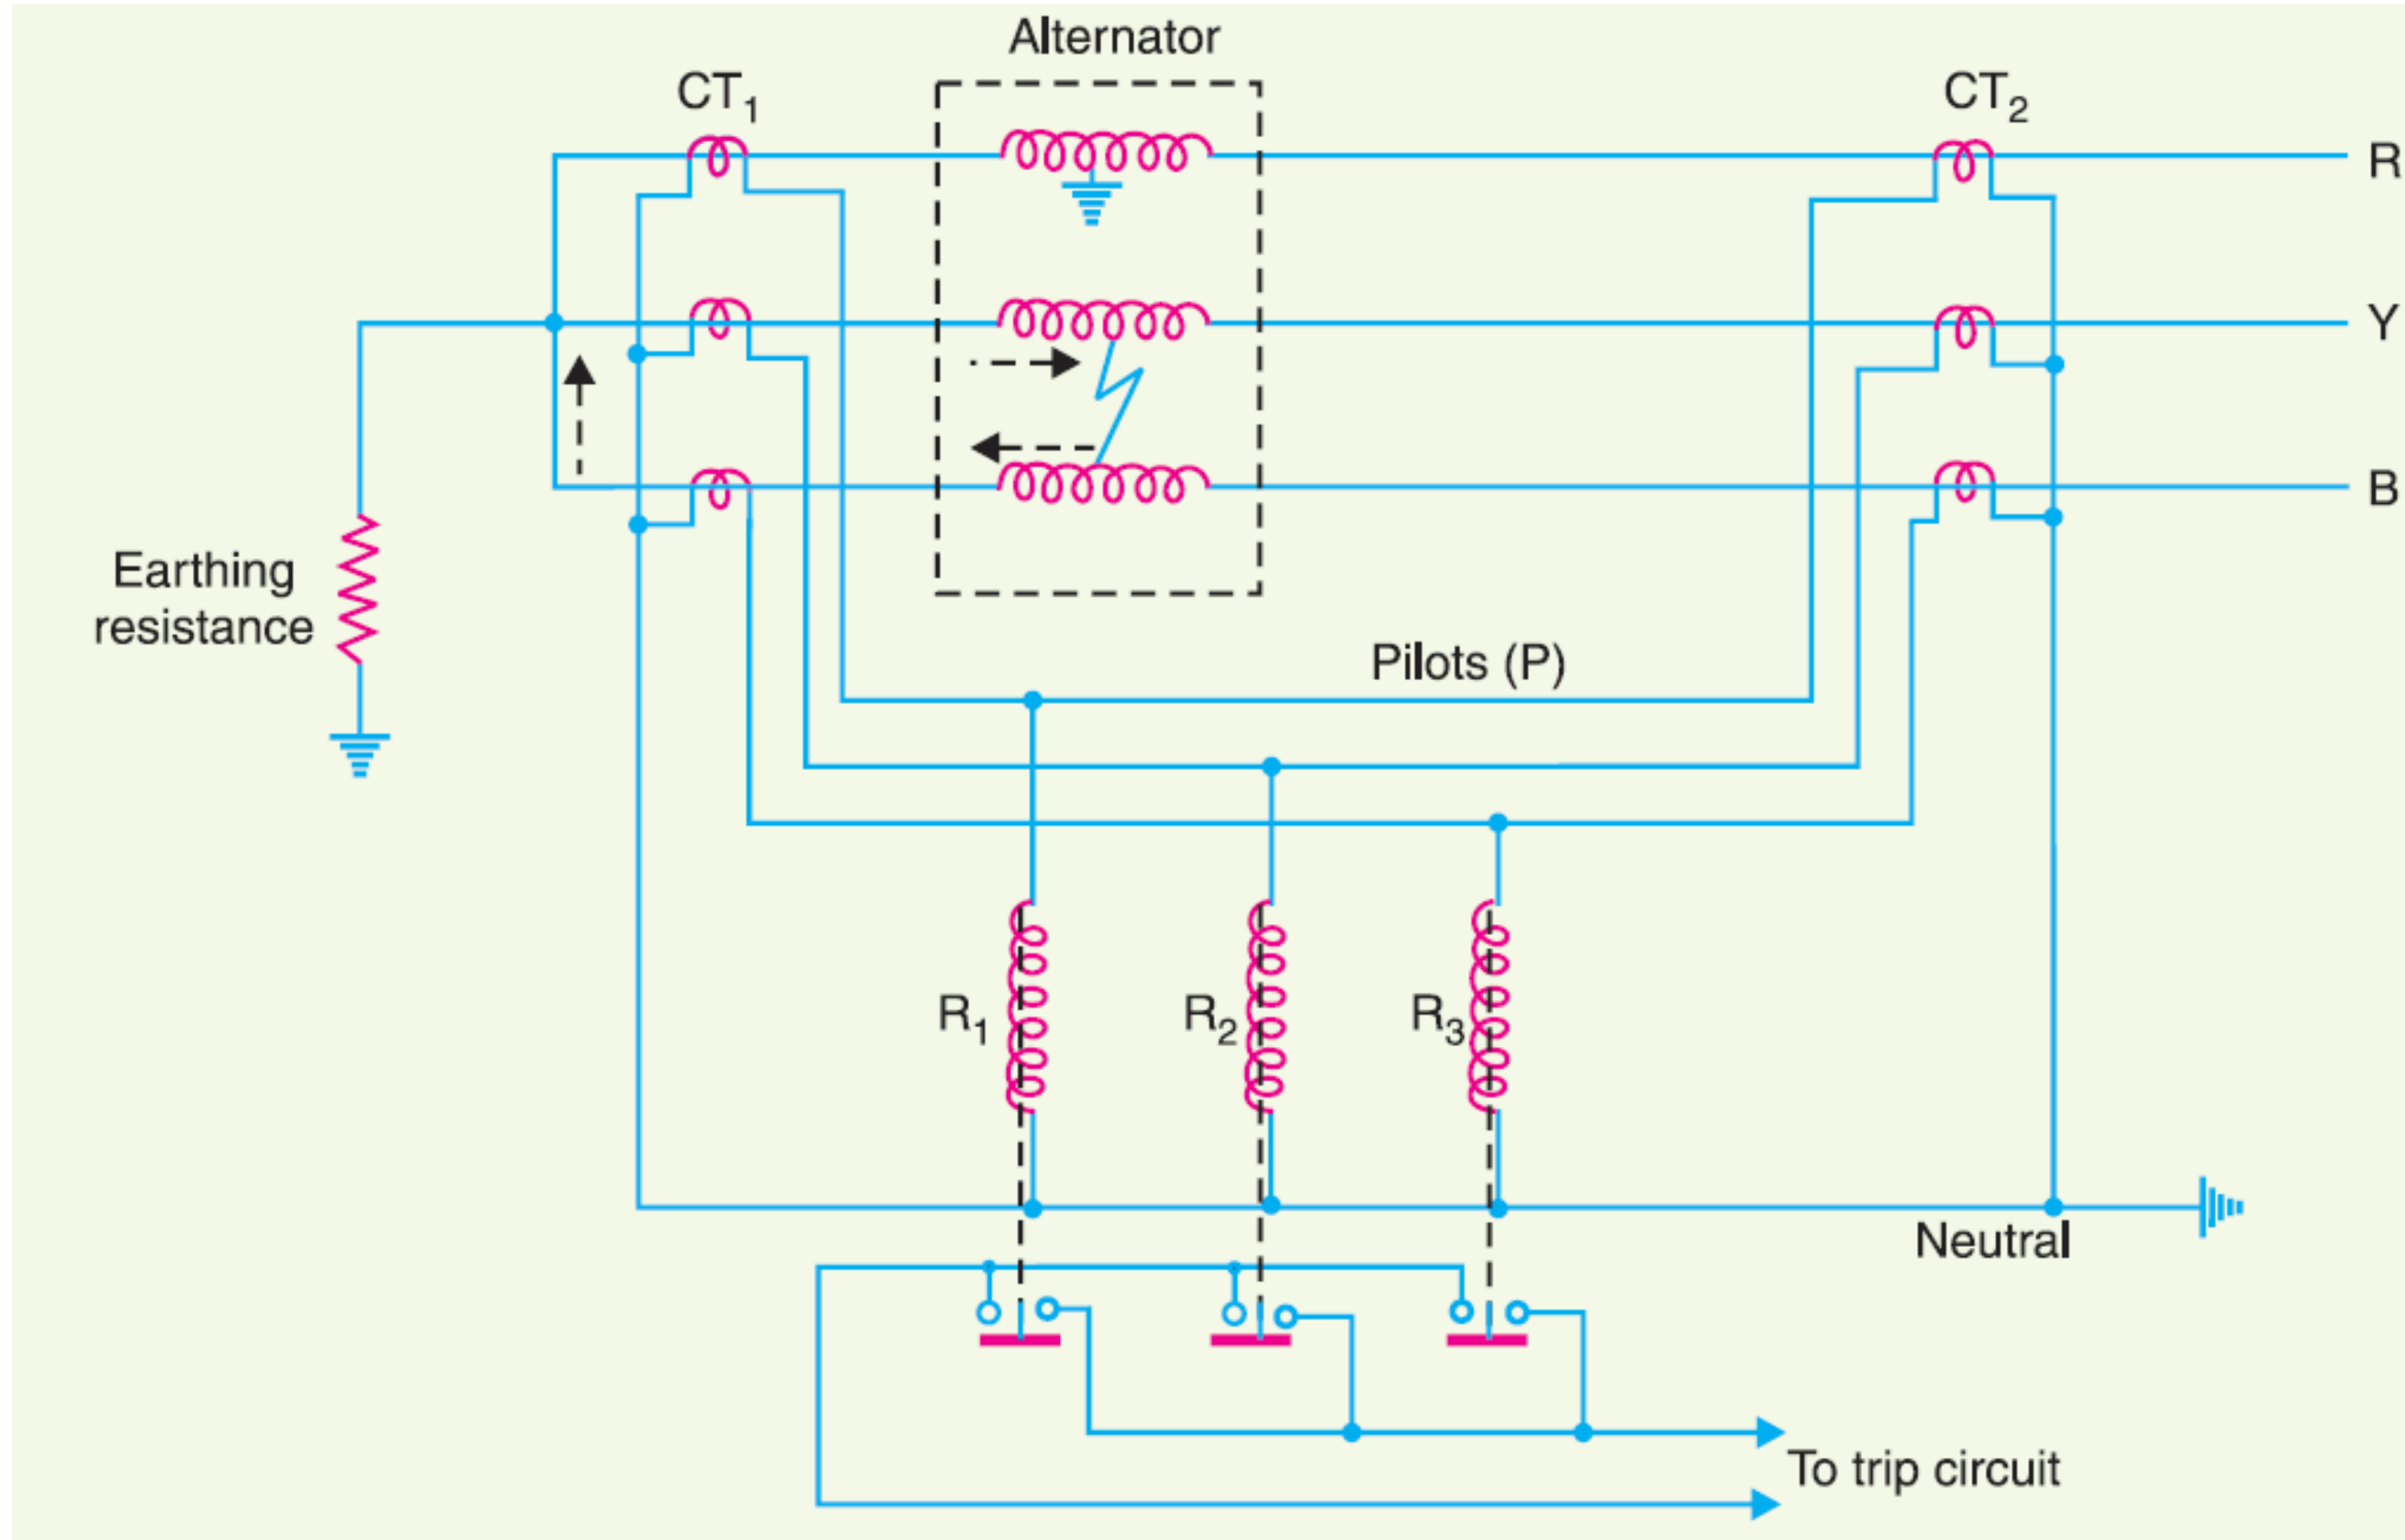 Alternator
CT₁
CT₂
R
Y
B
Earthing
resistance
Pilots (P)
R₁
R₂
R₃
Neutral
To trip circuit